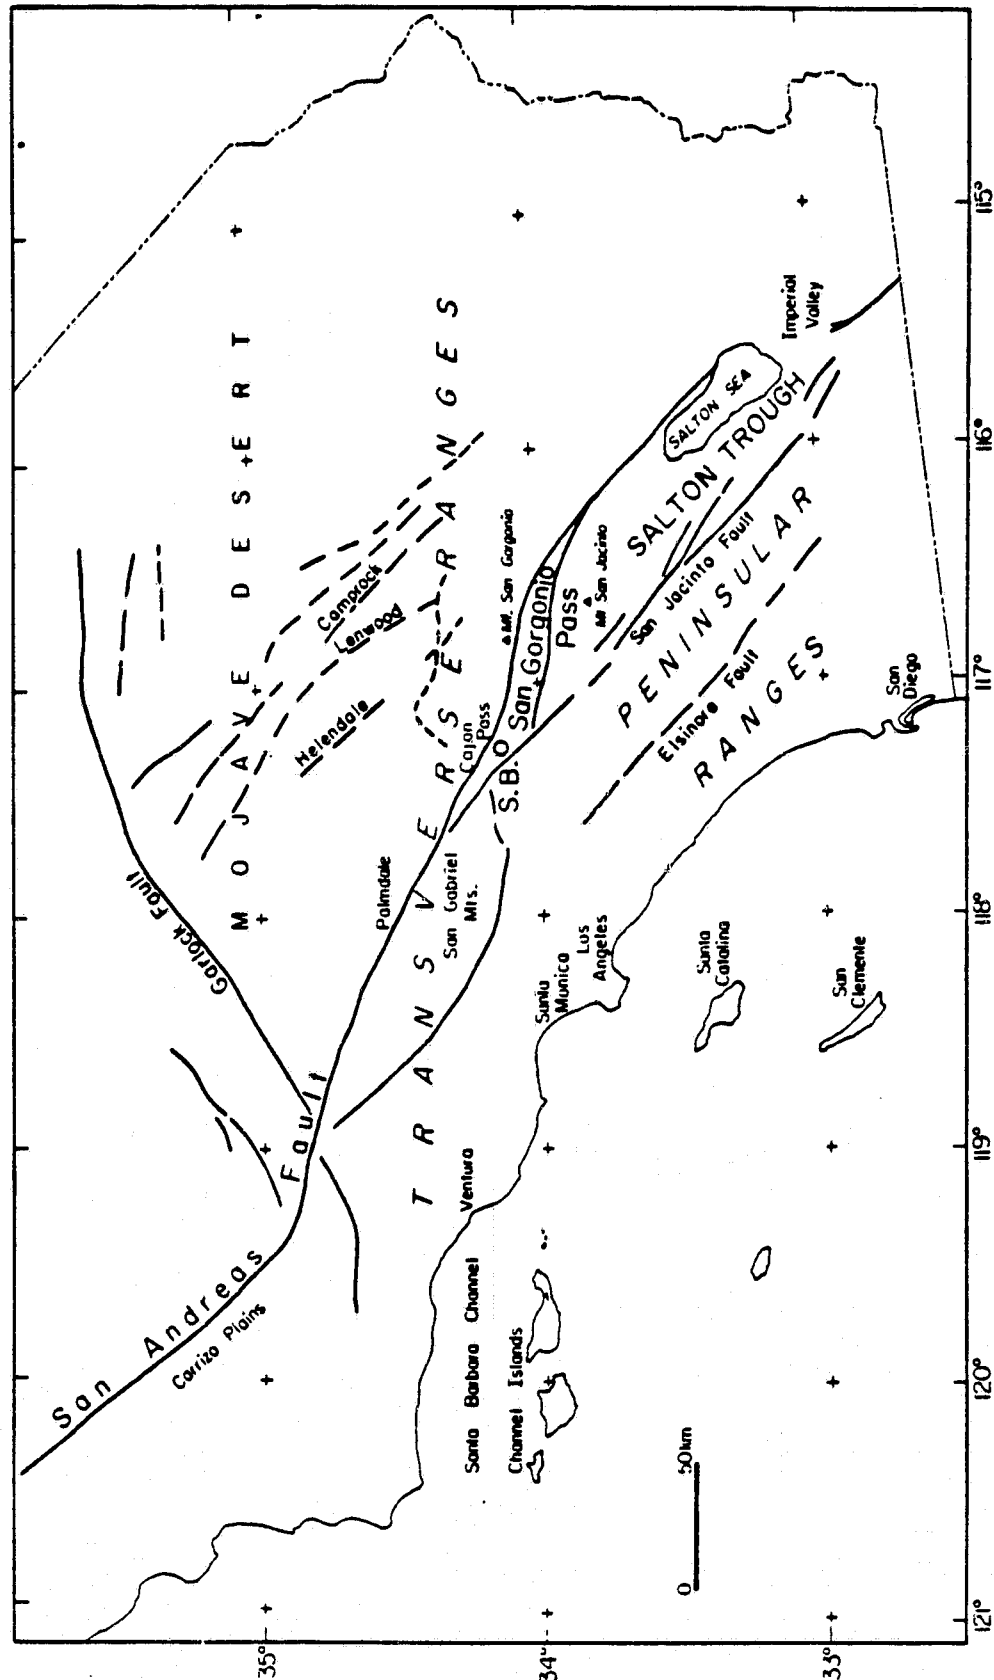 San Andreas Fault
Carrizo Plains
Garlock Fault
MOJAVE DESERT
Camprock
Lenwood
Helendale
TRANSVERSE RANGES
Palmdale
San Gabriel
Mts.
Cajon
Pass
S.B.
Mt. San Gorgonio
San Gorgonio
Pass
Mt San Jacinto
SALTON TROUGH
SALTON SEA
Imperial
Valley
San Jacinto Fault
PENINSULAR
RANGES
Elsinore Fault
San
Diego
Ventura
Santa
Monica
Los
Angeles
Santa
Catalina
San
Clemente
Santa Barbara Channel
Channel Islands
0 50km
35°
34°
33°
121°
120°
119°
118°
117°
116°
115°